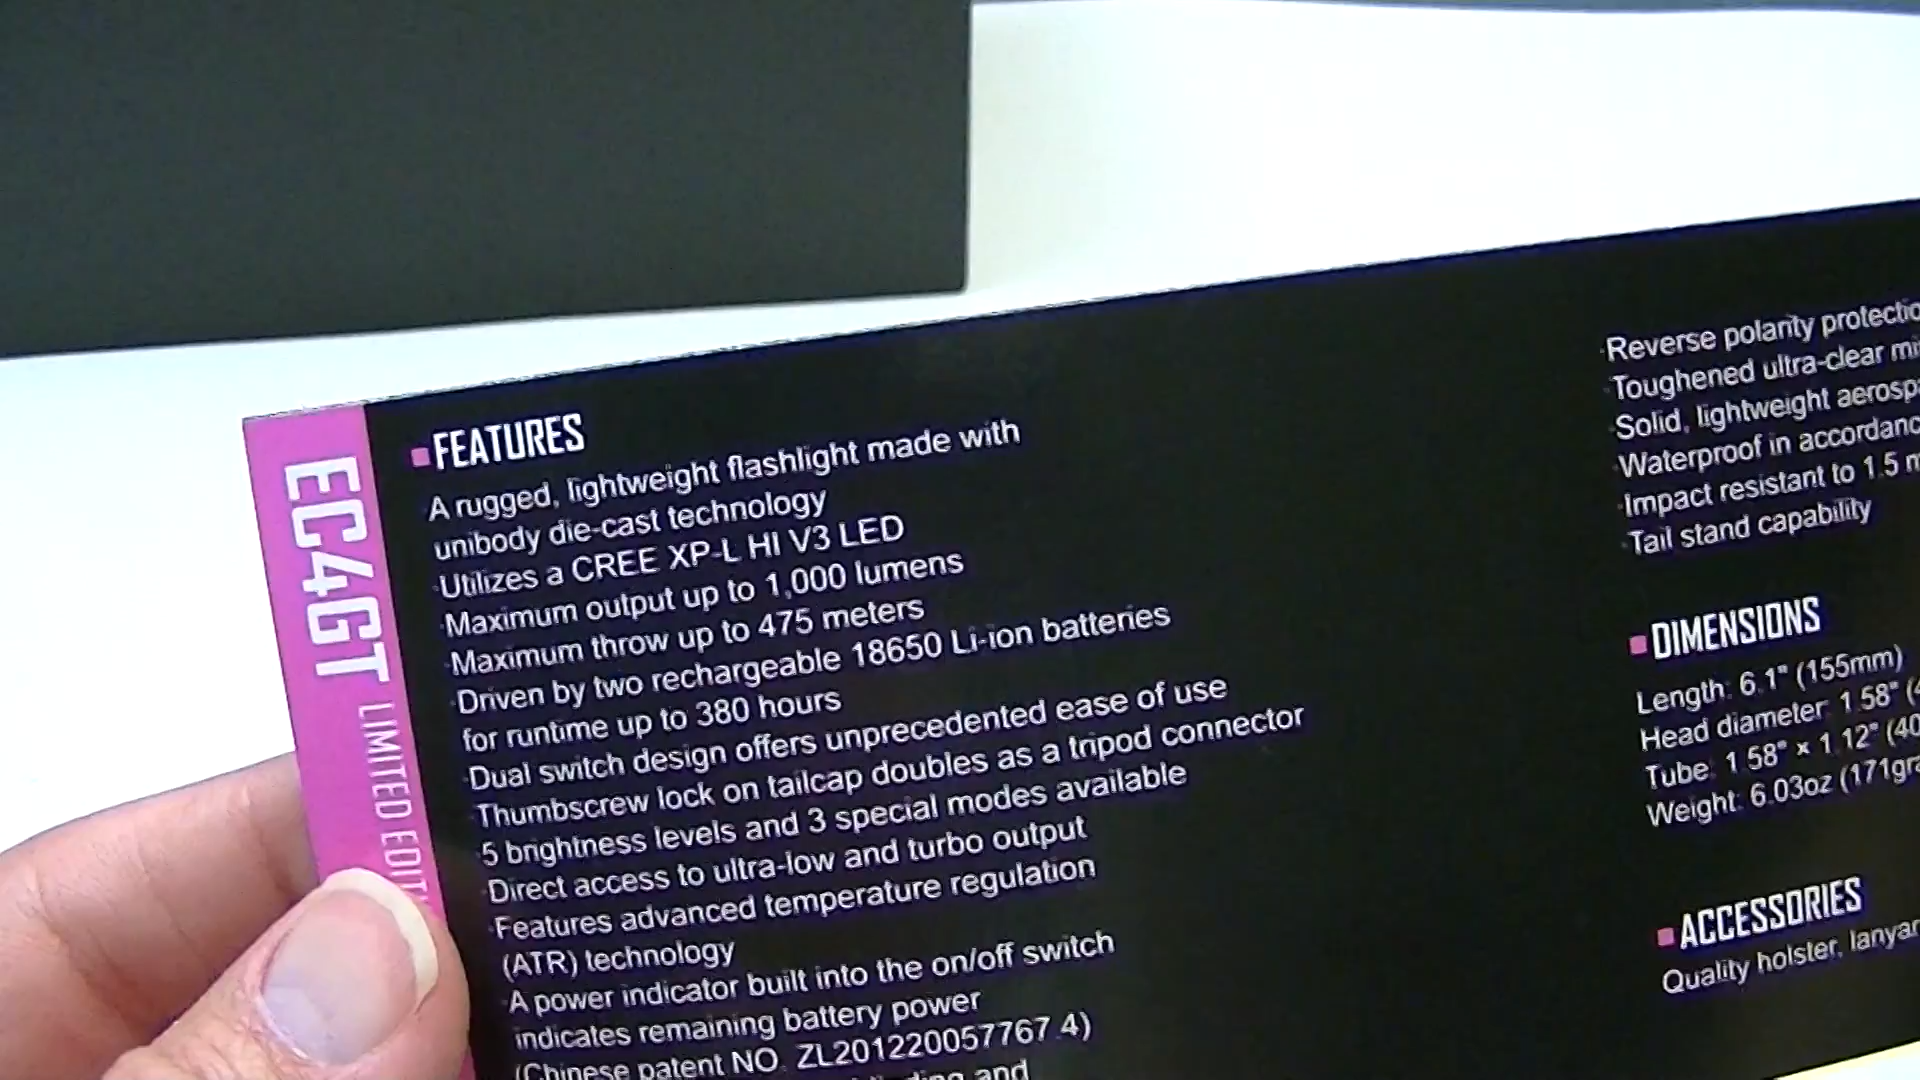 EC4GT LIMITED
FEATURES
A rugged, lightweight flashlight made with
unibody die-cast technology
·Utilizes a CREE XP-L HI V3 LED
·Maximum output up to 1,000 lumens
·Maximum throw up to 475 meters
·Driven by two rechargeable 18650 Li-ion batteries
for runtime up to 380 hours
·Dual switch design offers unprecedented ease of use
·Thumbscrew lock on tailcap doubles as a tripod connector
·5 brightness levels and 3 special modes available
·Direct access to ultra-low and turbo output
·Features advanced temperature regulation
(ATR) technology
·A power indicator built into the on/off switch
indicates remaining battery power
(Chinese patent NO. ZL201220057767.4)
and
·Reverse polarity
·Toughened ultra-clear
·Solid, lightweight
·Waterproof in
·Impact resistant to 1.5
·Tail stand capability
DIMENSIONS
Length: 6.1" (155mm)
Head diameter: 1.58"
Tube: 1.58" x 1.12" (40
Weight: 6.03oz
ACCESSORIES
Quality holster,